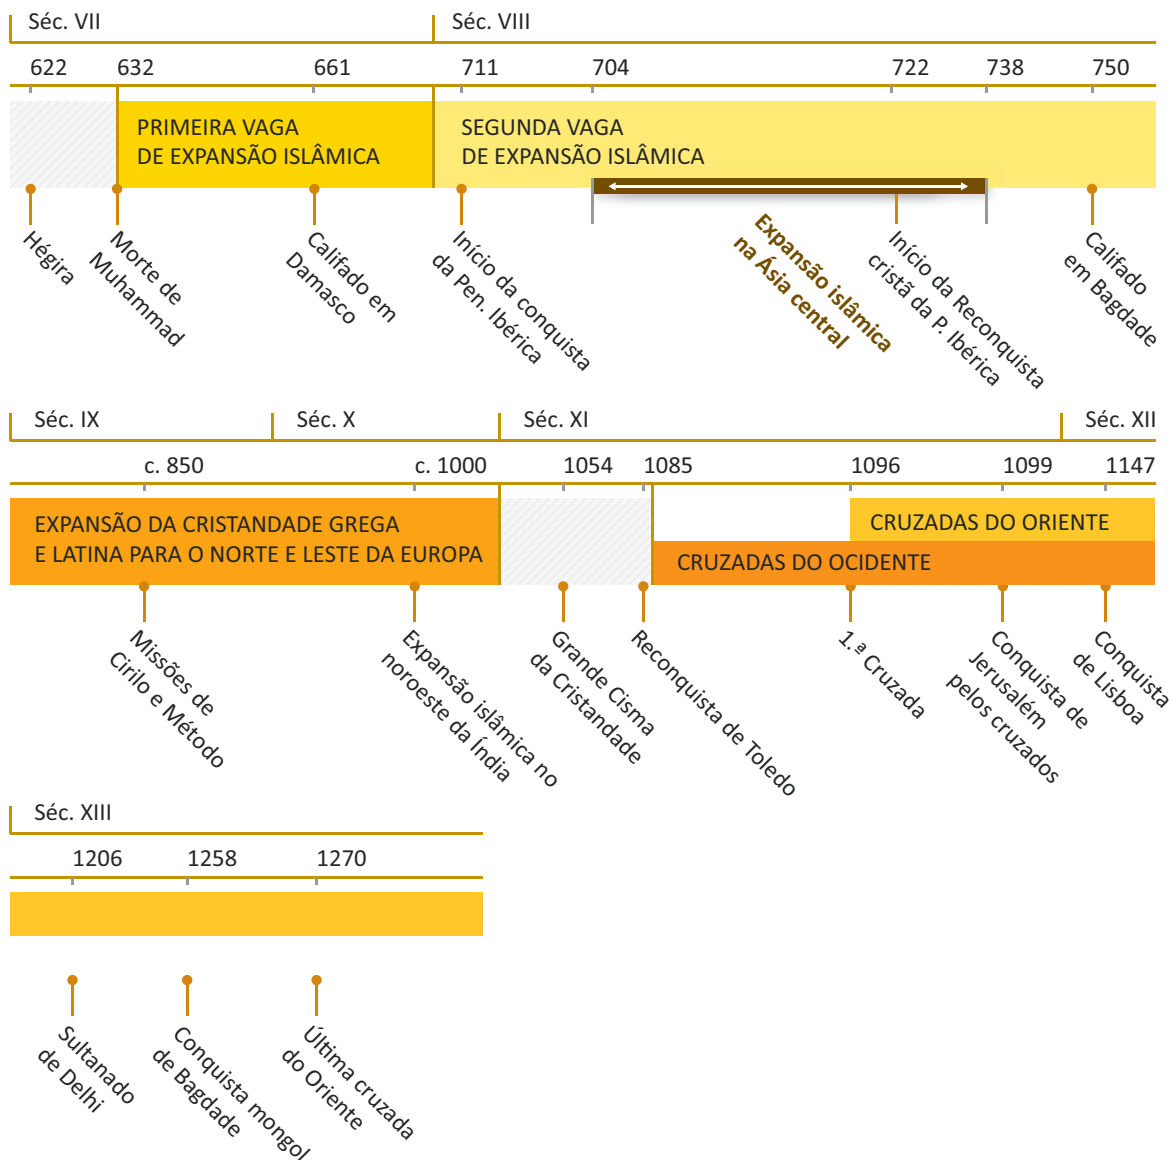 Séc. VII
Séc. VIII
622
632
661
711
704
722
738
750
PRIMEIRA VAGA
DE EXPANSÃO ISLÂMICA
SEGUNDA VAGA
DE EXPANSÃO ISLÂMICA
Hégira
Morte de
Muhammad
Califado em
Damasco
Início da conquista
da Pen. Ibérica
Expansão islâmica
na Ásia central
Início da Reconquista
cristã da P. Ibérica
Califado
em Bagdade
Séc. IX
Séc. X
Séc. XI
Séc. XII
c. 850
c. 1000
1054
1085
1096
1099
1147
EXPANSÃO DA CRISTANDADE GREGA
E LATINA PARA O NORTE E LESTE DA EUROPA
CRUZADAS DO ORIENTE
CRUZADAS DO OCIDENTE
Missões de
Cirilo e Método
Expansão islâmica no
noroeste da Índia
Grande Cisma
da Cristandade
Reconquista de Toledo
1.ª Cruzada
Conquista de
Jerusalém
pelos cruzados
Conquista
de Lisboa
Séc. XIII
1206
1258
1270
Sultanado
de Delhi
Conquista mongol
de Bagdade
Última cruzada
do Oriente